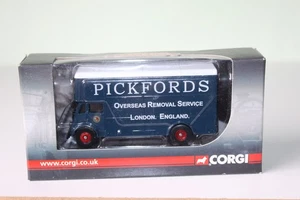 PICKFORDS
OVERSEAS REMOVAL SERVICE
LONDON. ENGLAND.
www.corgi.co.uk
CORGI